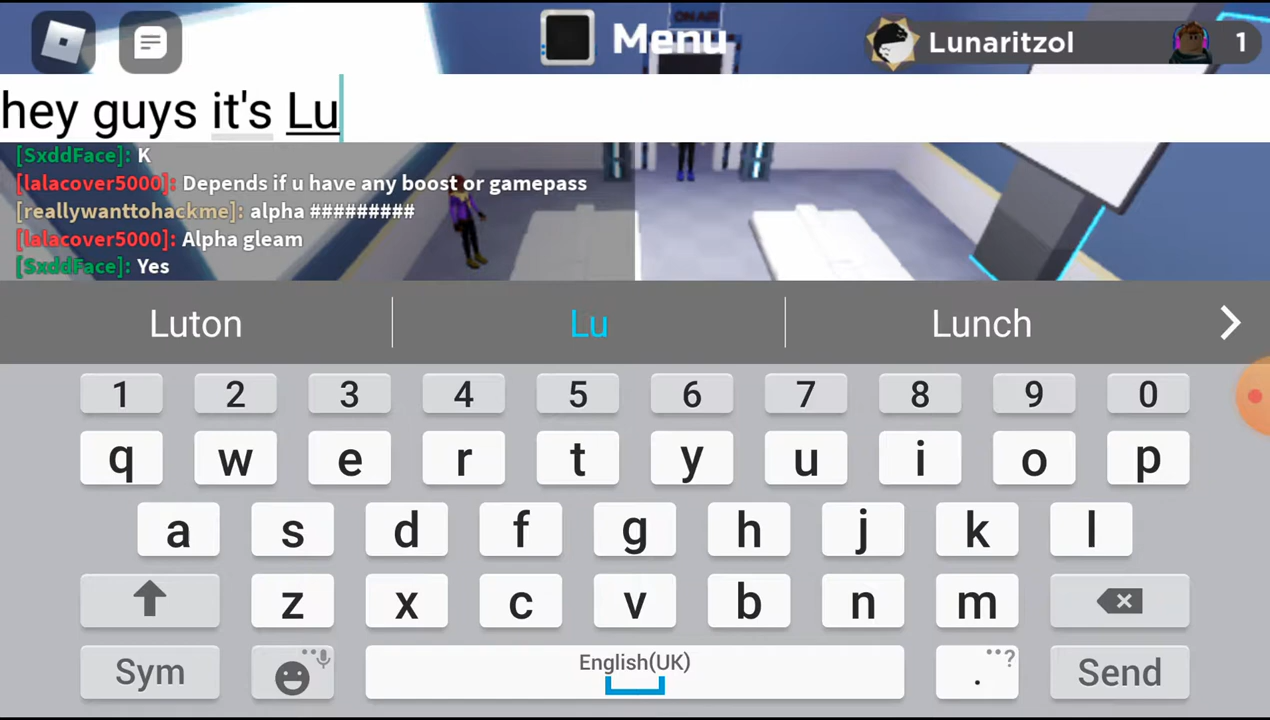 ON AIR
Menu
Lunaritzol
1
hey guys it's Lu
[SxddFace]: K
[lalacover5000]: Depends if u have any boost or gamepass
[reallywanttohackme]: alpha #########
[lalacover5000]: Alpha gleam
[SxddFace]: Yes
Luton Lu Lunch
1 2 3 4 5 6 7 8 9 0
q w e r t y u i o p
a s d f g h j k l
z x c v b n m
Sym English(UK) . ...? Send